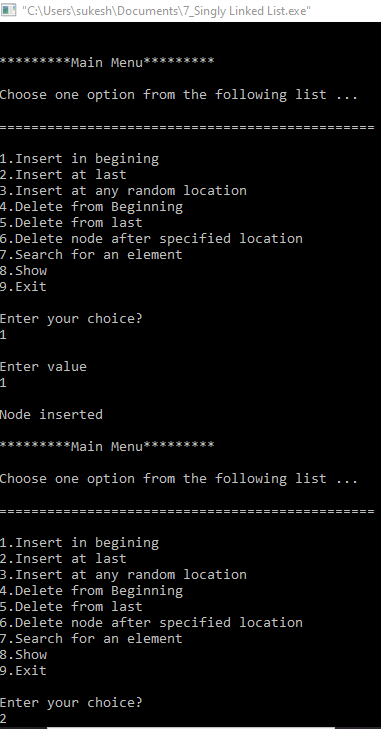 "C:\Users\sukesh\Documents\7_Singly Linked List.exe"
*********Main Menu*********
Choose one option from the following list ...
===============================================
1.Insert in begining
2.Insert at last
3.Insert at any random location
4.Delete from Beginning
5.Delete from last
6.Delete node after specified location
7.Search for an element
8.Show
9.Exit
Enter your choice?
1
Enter value
1
Node inserted
*********Main Menu*********
Choose one option from the following list ...
===============================================
1.Insert in begining
2.Insert at last
3.Insert at any random location
4.Delete from Beginning
5.Delete from last
6.Delete node after specified location
7.Search for an element
8.Show
9.Exit
Enter your choice?
2